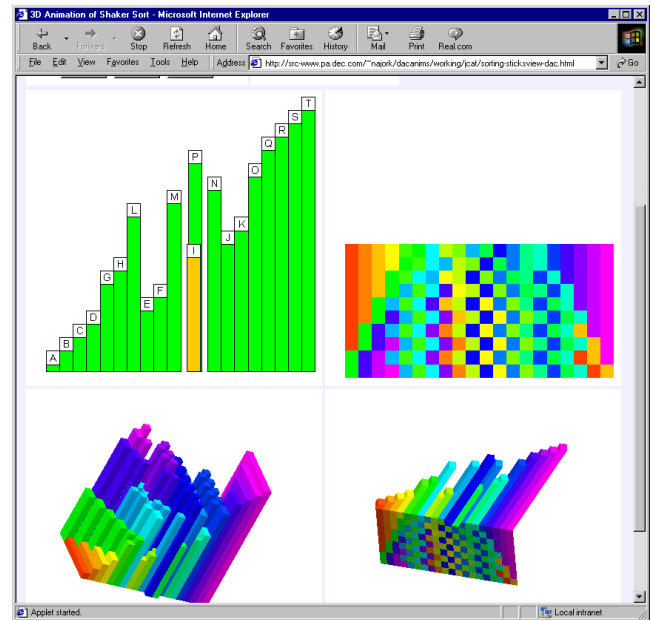 3D Animation of Shaker Sort - Microsoft Internet Explorer
Back Forward Stop Refresh Home Search Favorites History Mail Print Real.com
File Edit View Favorites Tools Help Address http://src-www.pa.dec.com/~najork/dacanims/working/jcat/sorting-sticksview-dac.html Go
T
S
R
Q
P
O
N
M
L
K
J
I
H
G
F
E
D
C
B
A
Applet started. Local intranet